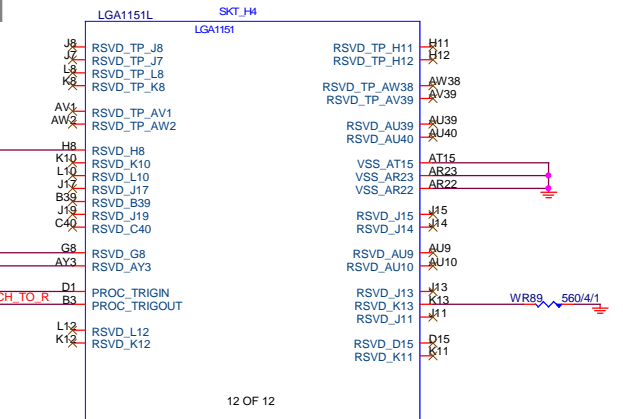 LGA1151L SKT_H4
LGA1151
J8 RSVD_TP_J8 RSVD_TP_H11 H11
J7 RSVD_TP_J7 RSVD_TP_H12 H12
L8 RSVD_TP_L8
K8 RSVD_TP_K8 RSVD_TP_AW38 AW38
RSVD_TP_AV39 AV39
AV1 RSVD_TP_AV1
AW2 RSVD_TP_AW2 RSVD_AU39 AU39
RSVD_AU40 AU40
H8 RSVD_H8
K10 RSVD_K10 VSS_AT15 AT15
L10 RSVD_L10 VSS_AR23 AR23
J17 RSVD_J17 VSS_AR22 AR22
B39 RSVD_B39
J19 RSVD_J19 RSVD_J15 J15
C40 RSVD_C40 RSVD_J14 J14
G8 RSVD_G8 RSVD_AU9 AU9
AY3 RSVD_AY3 RSVD_AU10 AU10
D1 PROC_TRIGIN RSVD_J13 J13
CH_TO_R B3 PROC_TRIGOUT RSVD_K13 K13 WR89 560/4/1
RSVD_J11 J11
L12 RSVD_L12
K12 RSVD_K12 RSVD_D15 D15
RSVD_K11 K11
12 OF 12